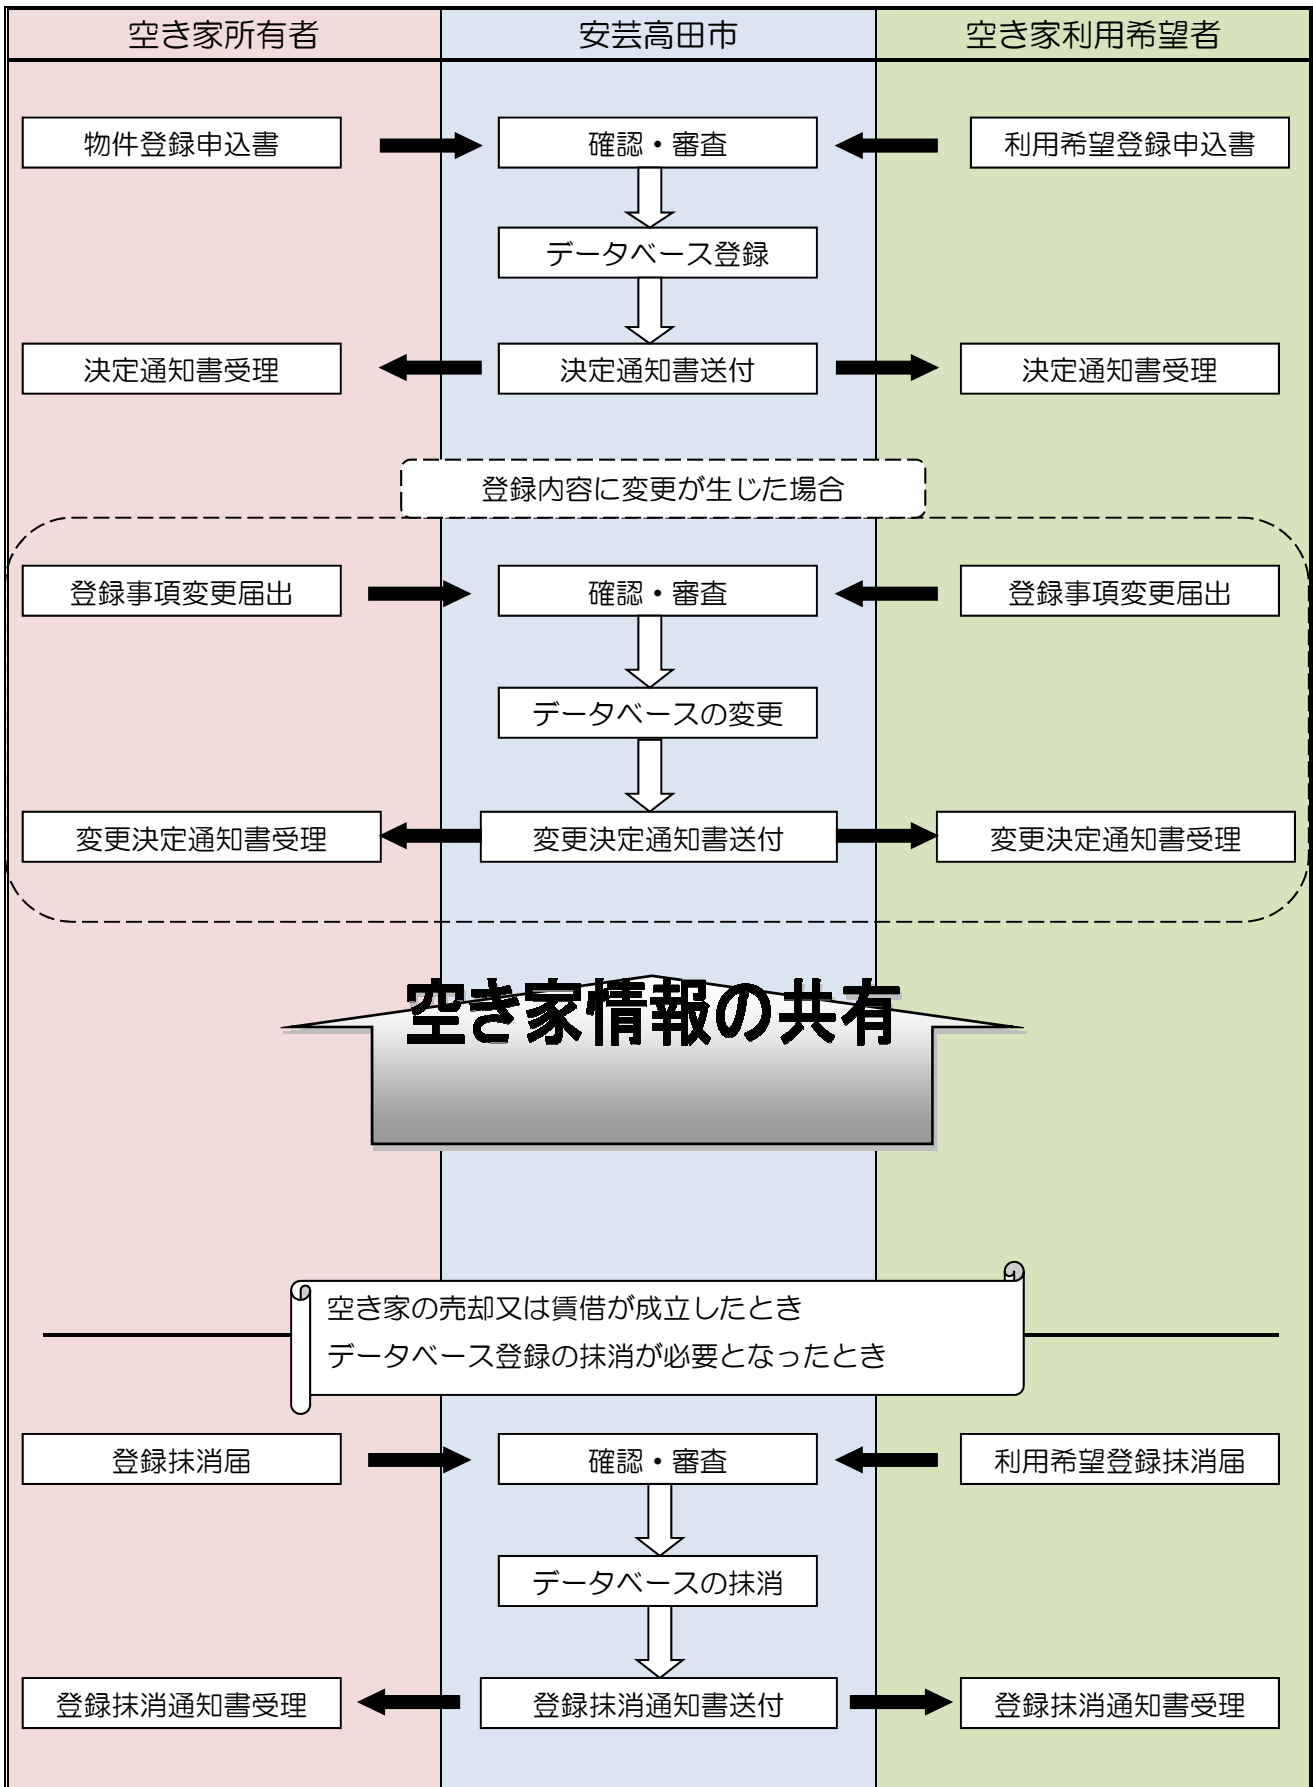 空き家所有者
安芸高田市
空き家利用希望者
物件登録申込書
確認・審査
利用希望登録申込書
データベース登録
決定通知書受理
決定通知書送付
決定通知書受理
登録内容に変更が生じた場合
登録事項変更届出
確認・審査
登録事項変更届出
データベースの変更
変更決定通知書受理
変更決定通知書送付
変更決定通知書受理
空き家情報の共有
空き家の売却又は賃借が成立したとき
データベース登録の抹消が必要となったとき
登録抹消届
確認・審査
利用希望登録抹消届
データベースの抹消
登録抹消通知書受理
登録抹消通知書送付
登録抹消通知書受理